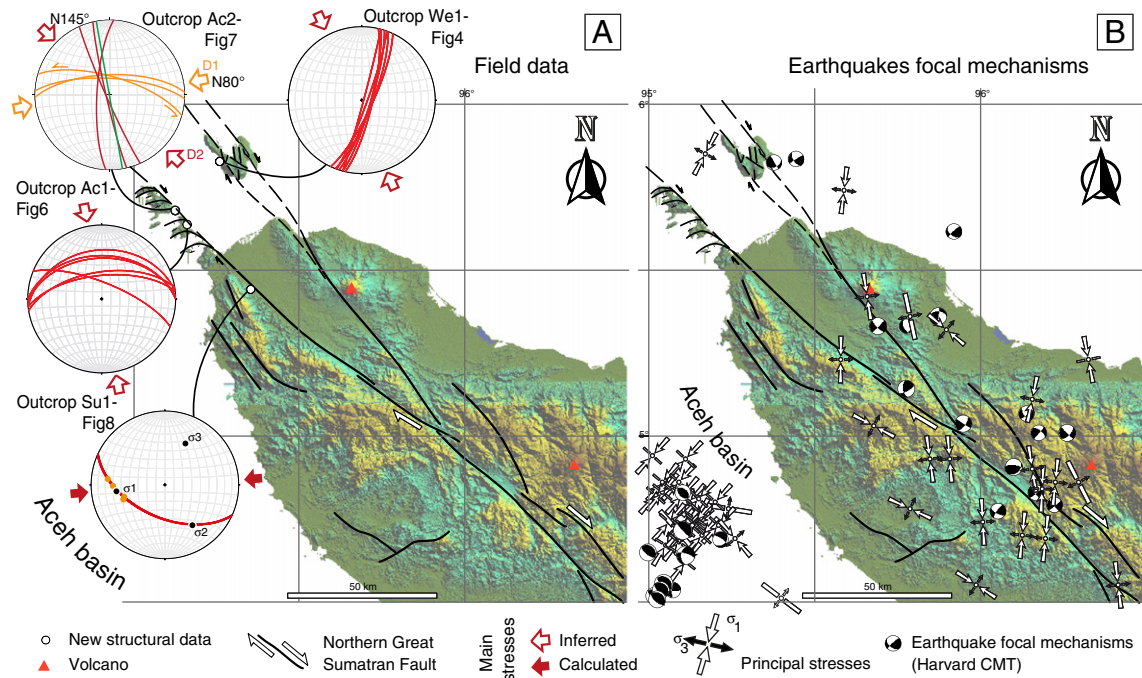 N145°
Outcrop Ac2-
Fig7
D1
N80°
D2
Outcrop We1-
Fig4
A
Field data
96°
N
Outcrop Ac1-
Fig6
Outcrop Su1-
Fig8
σ3
σ1
σ2
Aceh basin
50 km
B
Earthquakes focal mechanisms
95°
96°
6°
N
5°
Aceh basin
50 km
New structural data
Volcano
Northern Great
Sumatran Fault
Main
stresses
Inferred
Calculated
σ1
σ3
Principal stresses
Earthquake focal mechanisms
(Harvard CMT)